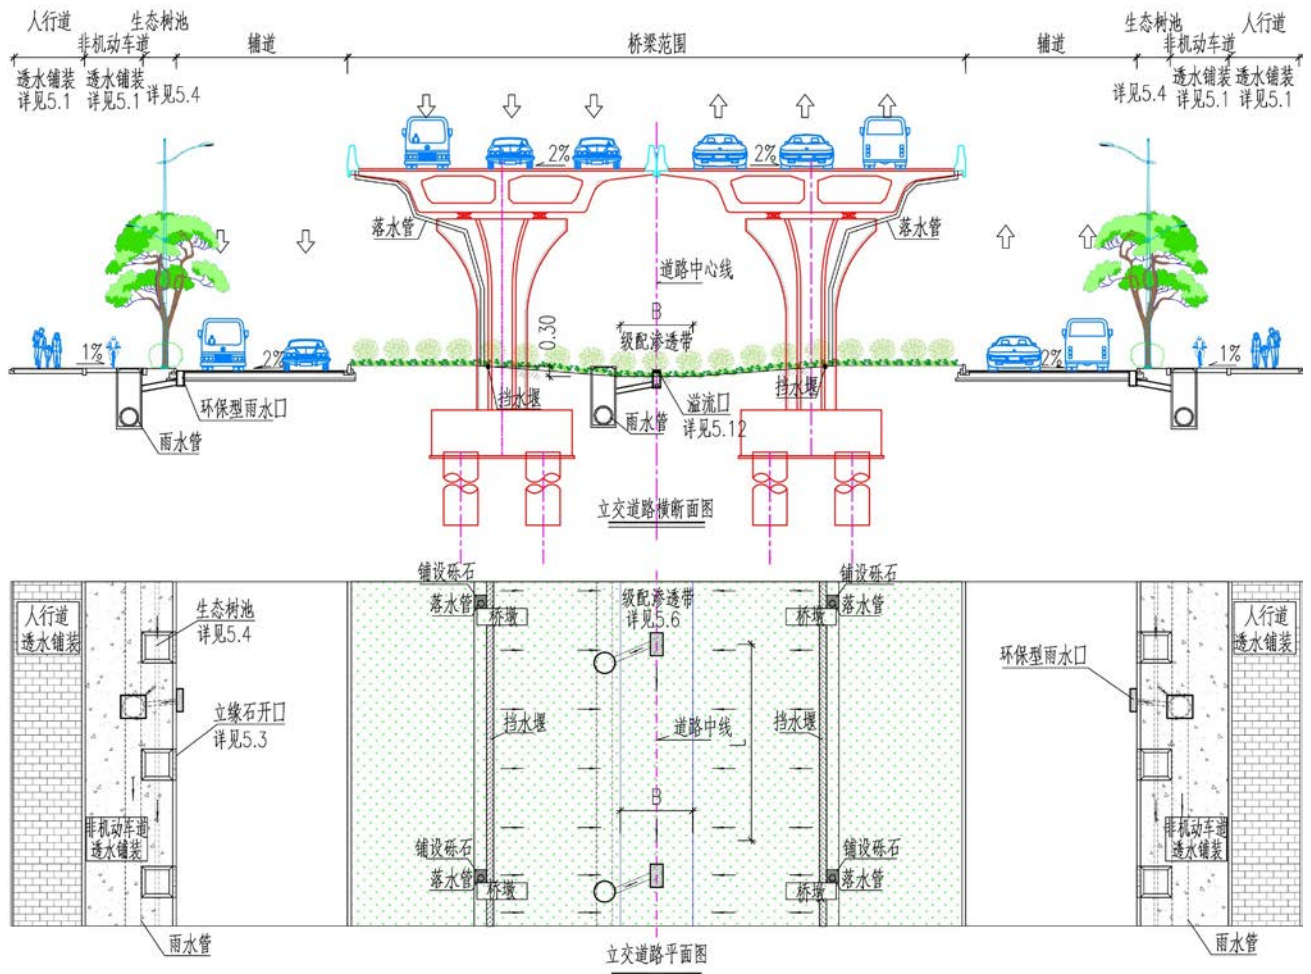 人行道
生态树池
非机动车道
辅道
桥梁范围
辅道
生态树池
非机动车道
人行道
透水铺装
详见5.1
透水铺装
详见5.1
详见5.4
详见5.4
透水铺装
详见5.1
透水铺装
详见5.1
2%
2%
落水管
落水管
道路中心线
B
级配渗透带
0.30
1%
2%
2%
1%
环保型雨水口
雨水管
挡水堰
雨水管
溢流口
详见5.12
挡水堰
雨水管
立交道路横断面图
人行道
透水铺装
生态树池
详见5.4
立缘石开口
详见5.3
非机动车道
透水铺装
雨水管
铺设砾石
落水管
桥墩
挡水堰
铺设砾石
落水管
桥墩
级配渗透带
详见5.6
道路中线
L
B
铺设砾石
落水管
桥墩
挡水堰
铺设砾石
落水管
桥墩
环保型雨水口
人行道
透水铺装
非机动车道
透水铺装
雨水管
立交道路平面图